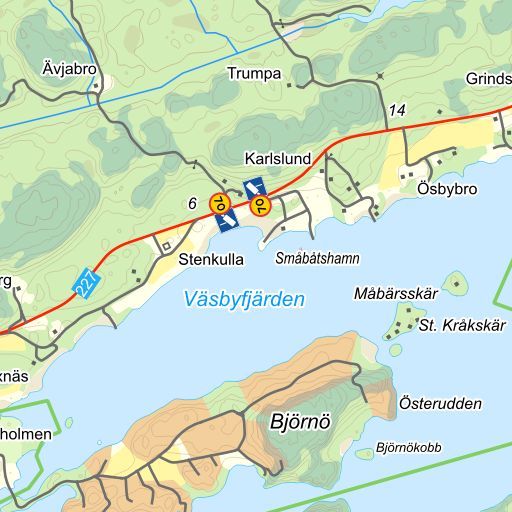 Ävjabro
Trumpa
Grinds
14
Karlslund
Ösbybro
6
70
70
Stenkulla
Småbåtshamn
227
rg
Väsbyfjärden
Måbärsskär
St. Kråkskär
xnäs
Österudden
Björnö
holmen
Björnökobb